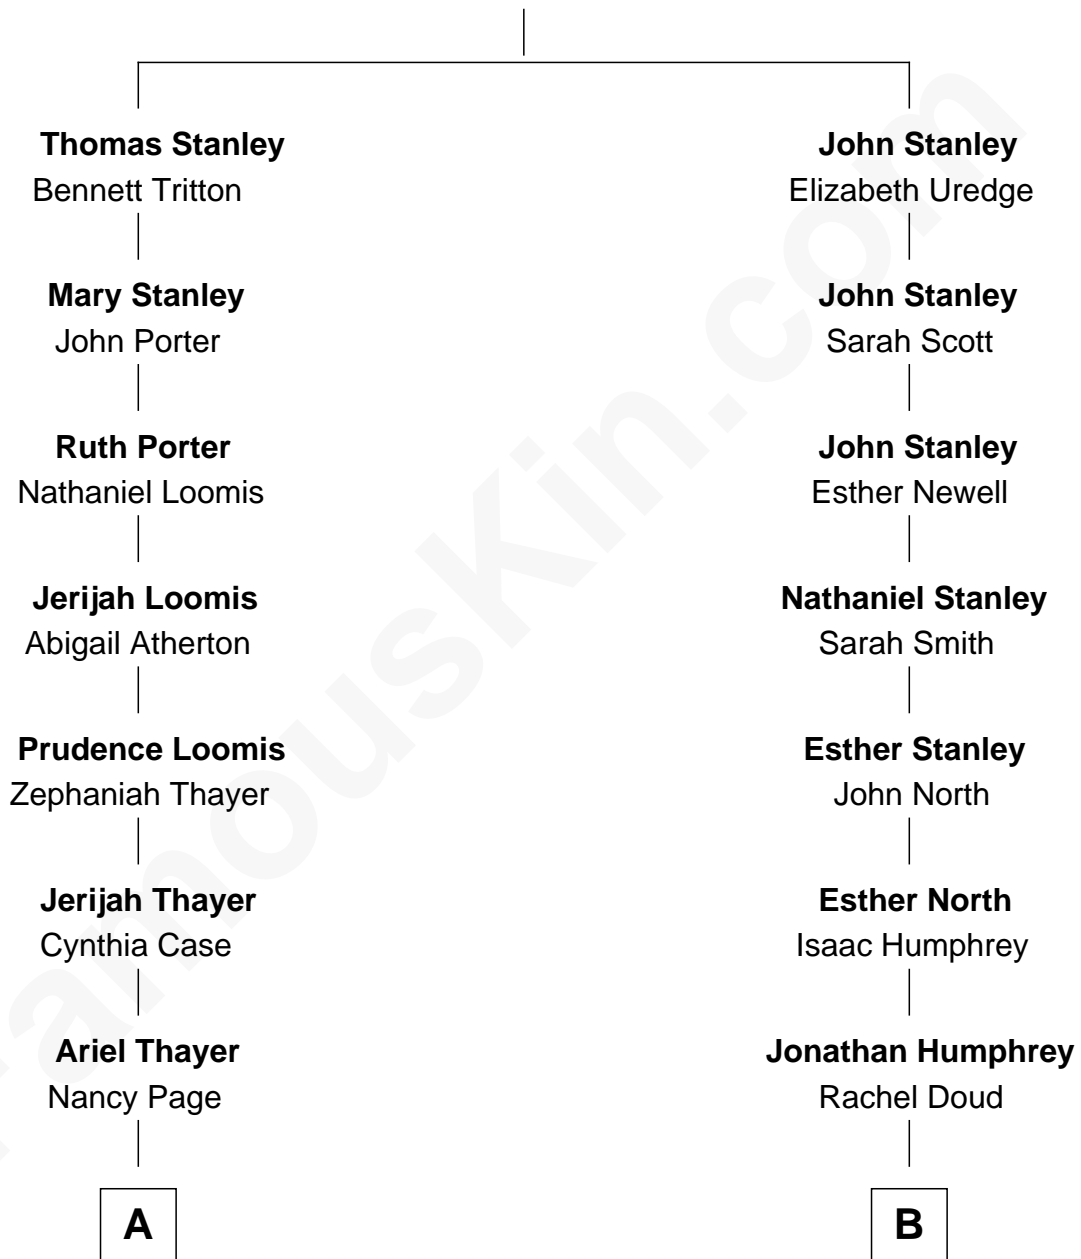 Thomas Stanley
Bennett Tritton
Mary Stanley
John Porter
Ruth Porter
Nathaniel Loomis
Jerijah Loomis
Abigail Atherton
Prudence Loomis
Zephaniah Thayer
Jerijah Thayer
Cynthia Case
Ariel Thayer
Nancy Page
A
John Stanley
Elizabeth Uredge
John Stanley
Sarah Scott
John Stanley
Esther Newell
Nathaniel Stanley
Sarah Smith
Esther Stanley
John North
Esther North
Isaac Humphrey
Jonathan Humphrey
Rachel Doud
B
FamousKin.com